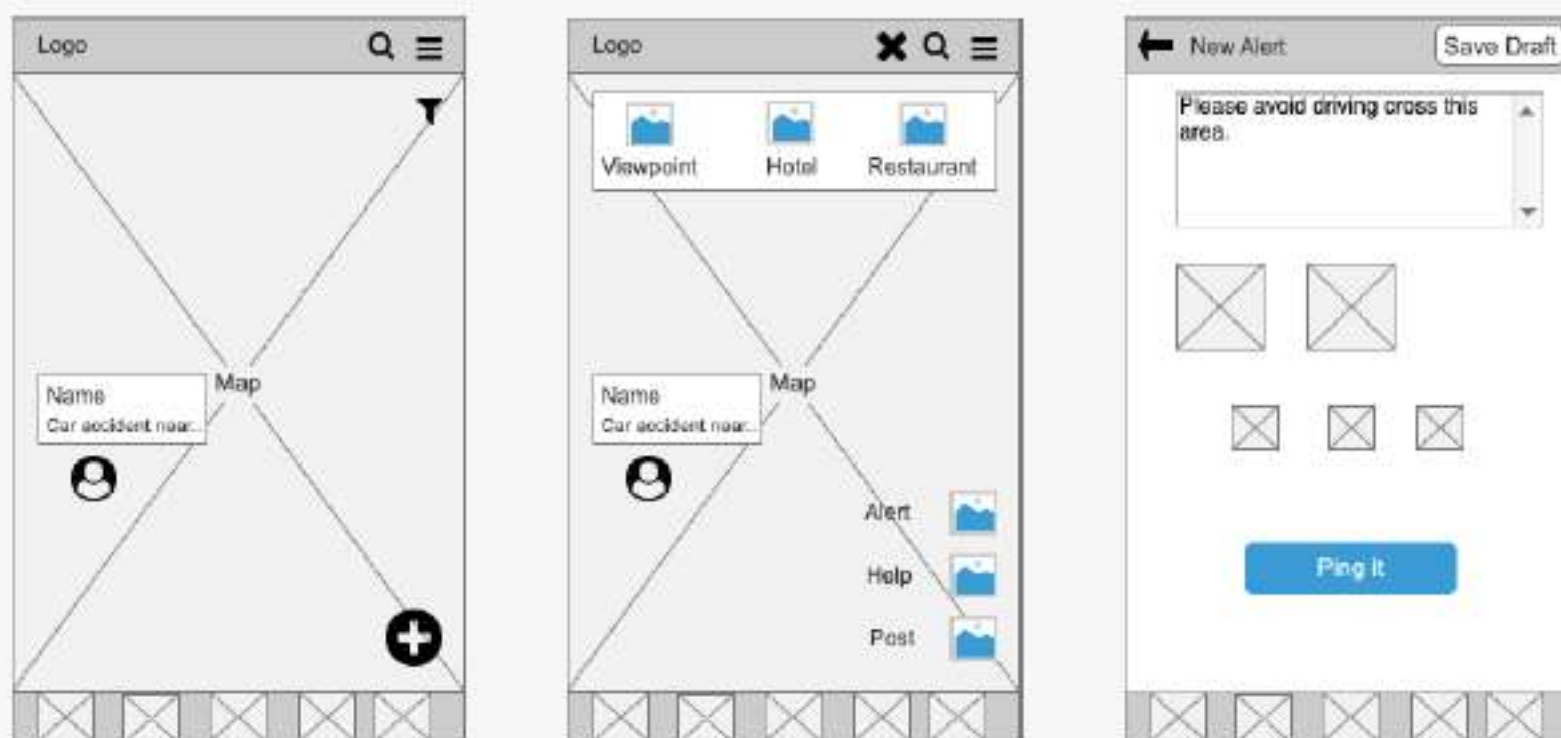 Logo
Map
Name
Car accident near...
Logo
Viewpoint Hotel Restaurant
Map
Name
Car accident near...
Alert
Help
Post
New Alert
Save Draft
Please avoid driving cross this
area.
Ping It